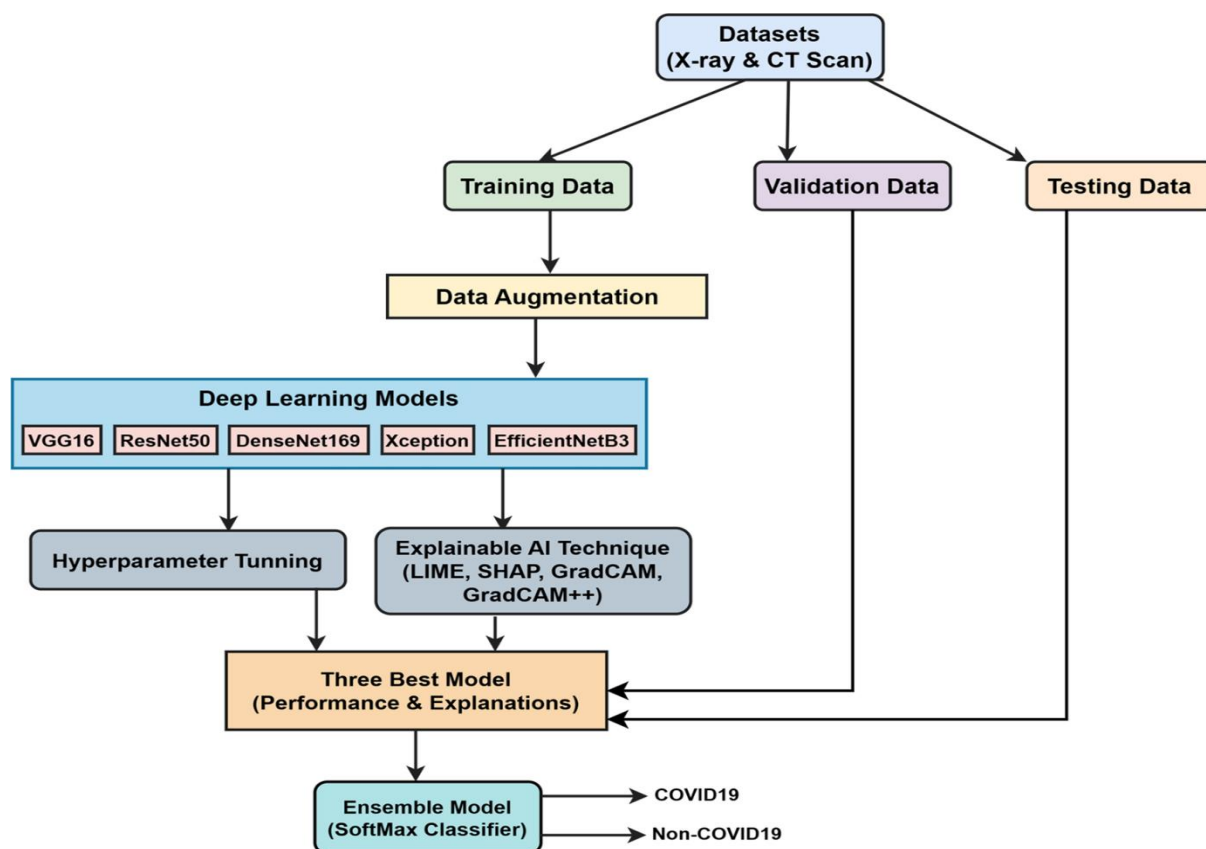 Datasets
(X-ray & CT Scan)
Training Data
Validation Data
Testing Data
Data Augmentation
Deep Learning Models
VGG16
ResNet50
DenseNet169
Xception
EfficientNetB3
Hyperparameter Tunning
Explainable AI Technique
(LIME, SHAP, GradCAM,
GradCAM++)
Three Best Model
(Performance & Explanations)
Ensemble Model
(SoftMax Classifier)
COVID19
Non-COVID19